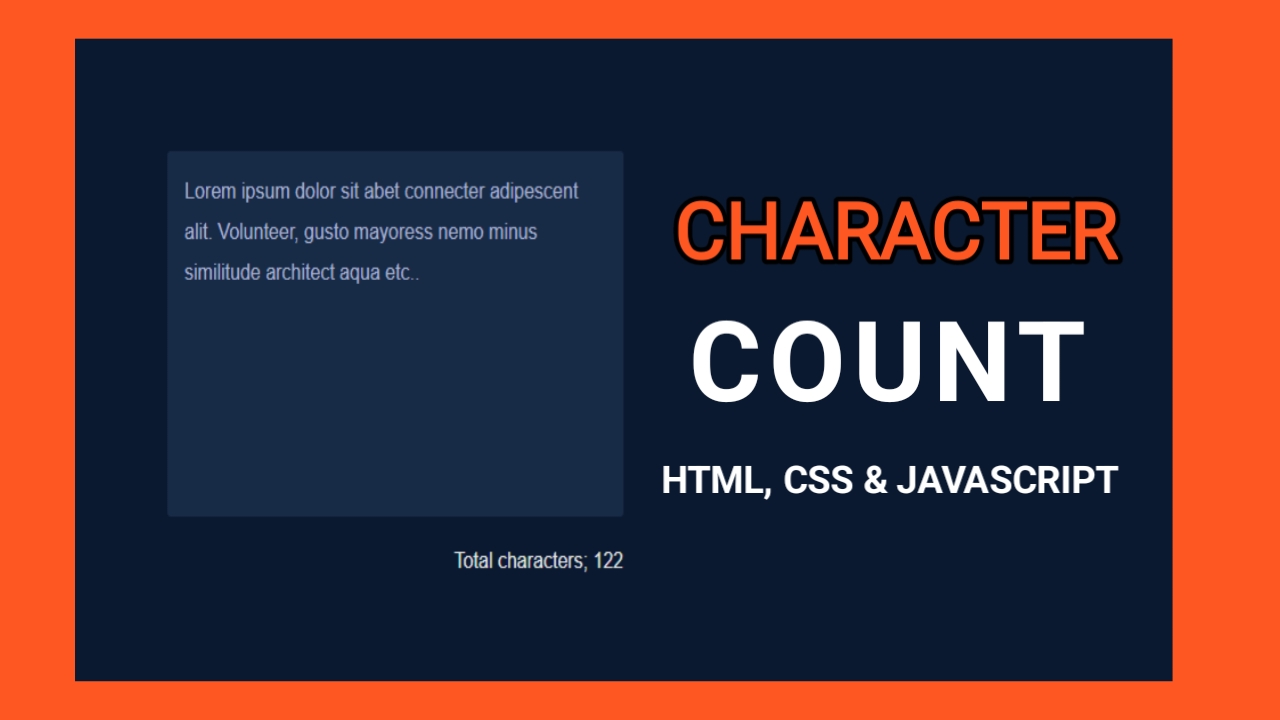 Lorem ipsum dolor sit abet connecter adipescent
alit. Volunteer, gusto mayoress nemo minus
similitude architect aqua etc..
Total characters; 122
CHARACTER
COUNT
HTML, CSS & JAVASCRIPT